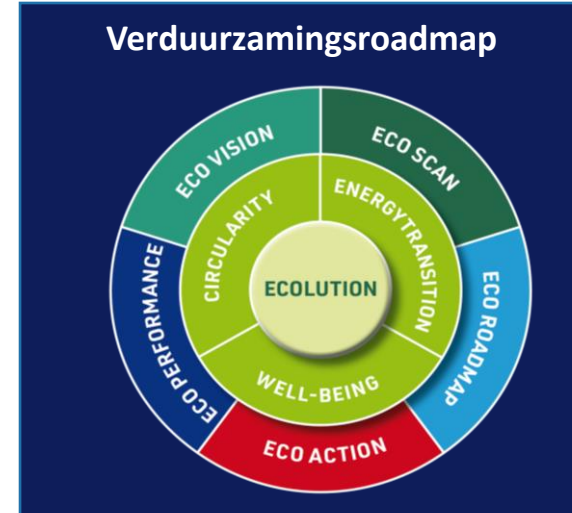 Verduurzamingsroadmap
ECO VISION
ECO SCAN
ECO ROADMAP
ECO ACTION
ECO PERFORMANCE
CIRCULARITY
ENERGYTRANSITION
WELL-BEING
ECOLUTION